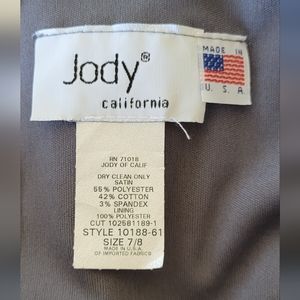 Jody®
california
MADE IN
U.S.A
RN 71018
JODY OF CALIF
DRY CLEAN ONLY
SATIN
55% POLYESTER
42% COTTON
3% SPANDEX
LINING
100% POLYESTER
CUT 102581189-1
STYLE 10188-61
SIZE 7/8
MADE IN U.S.A.
OF IMPORTED FABRICS